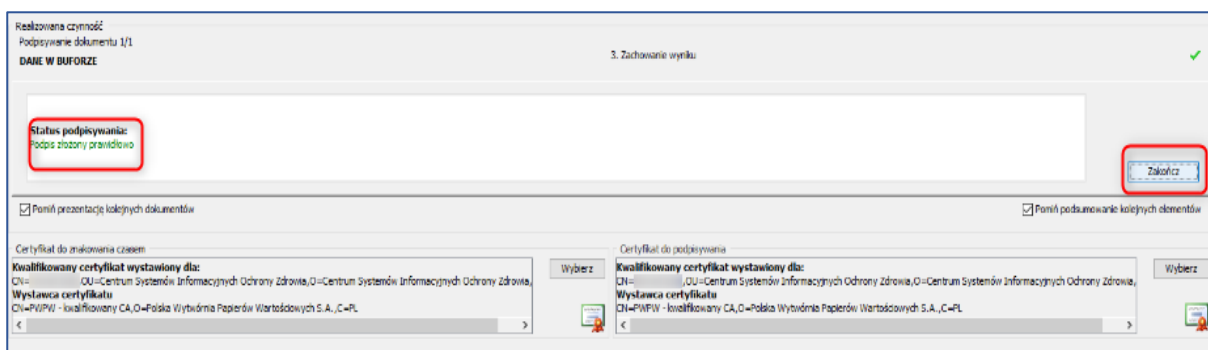 Realizowana czynność
Podpisywanie dokumentu 1/1
DANE W BUFORZE
3. Zachowanie wyniku
Status podpisywania:
Podpis złożony prawidłowo
Zakończ
Pomiń prezentację kolejnych dokumentów
Pomiń podsumowanie kolejnych elementów
Certyfikat do znakowania czasem
Kwalifikowany certyfikat wystawiony dla:
CN= ,OU=Centrum Systemów Informacyjnych Ochrony Zdrowia,O=Centrum Systemów Informacyjnych Ochrony Zdrowia,
Wystawca certyfikatu
CN=PWPW - kwalifikowany CA,O=Polska Wytwórnia Papierów Wartościowych S.A.,C=PL
Wybierz
Certyfikat do podpisywania
Kwalifikowany certyfikat wystawiony dla:
CN= ,OU=Centrum Systemów Informacyjnych Ochrony Zdrowia,O=Centrum Systemów Informacyjnych Ochrony Zdrowia,
Wystawca certyfikatu
CN=PWPW - kwalifikowany CA,O=Polska Wytwórnia Papierów Wartościowych S.A.,C=PL
Wybierz